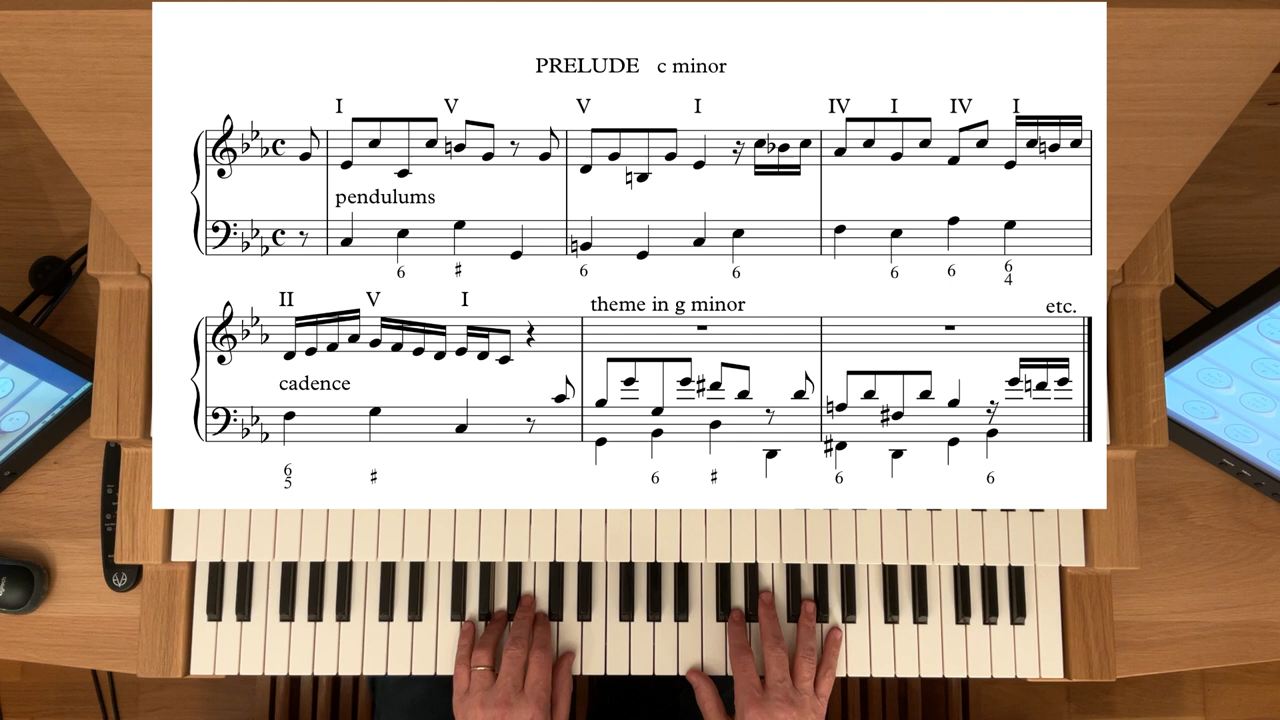 PRELUDE c minor
I V V I IV I IV I
pendulums
6 ♯ 6 6 6 6 6 4
II V I theme in g minor etc.
cadence
6 5 ♯ 6 ♯ 6 6